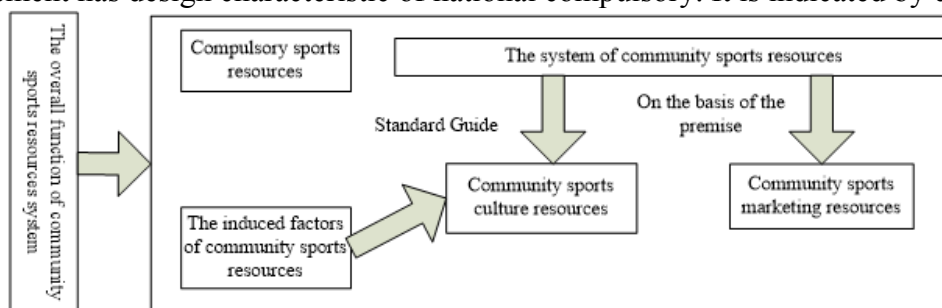 ement has design characteristic of national compulsory. It is indicated by
The overall function of community
sports resources system
Compulsory sports
resources
The system of community sports resources
Standard Guide
On the basis of the
premise
Community sports
culture resources
Community sports
marketing resources
The induced factors
of community sports
resources